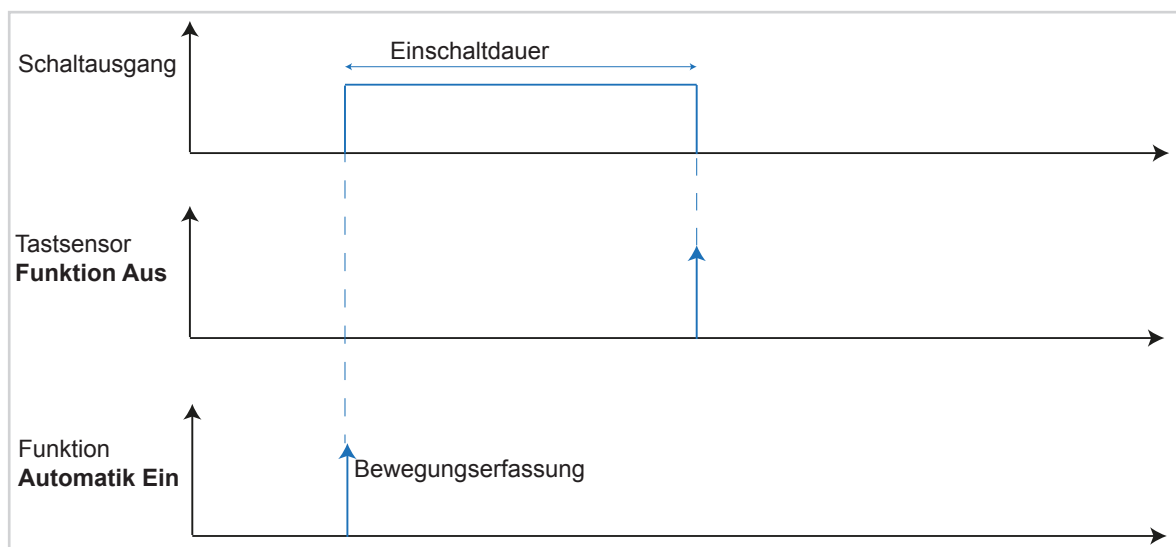 Einschaltdauer
Schaltausgang
Tastsensor
Funktion Aus
Funktion
Automatik Ein
Bewegungserfassung